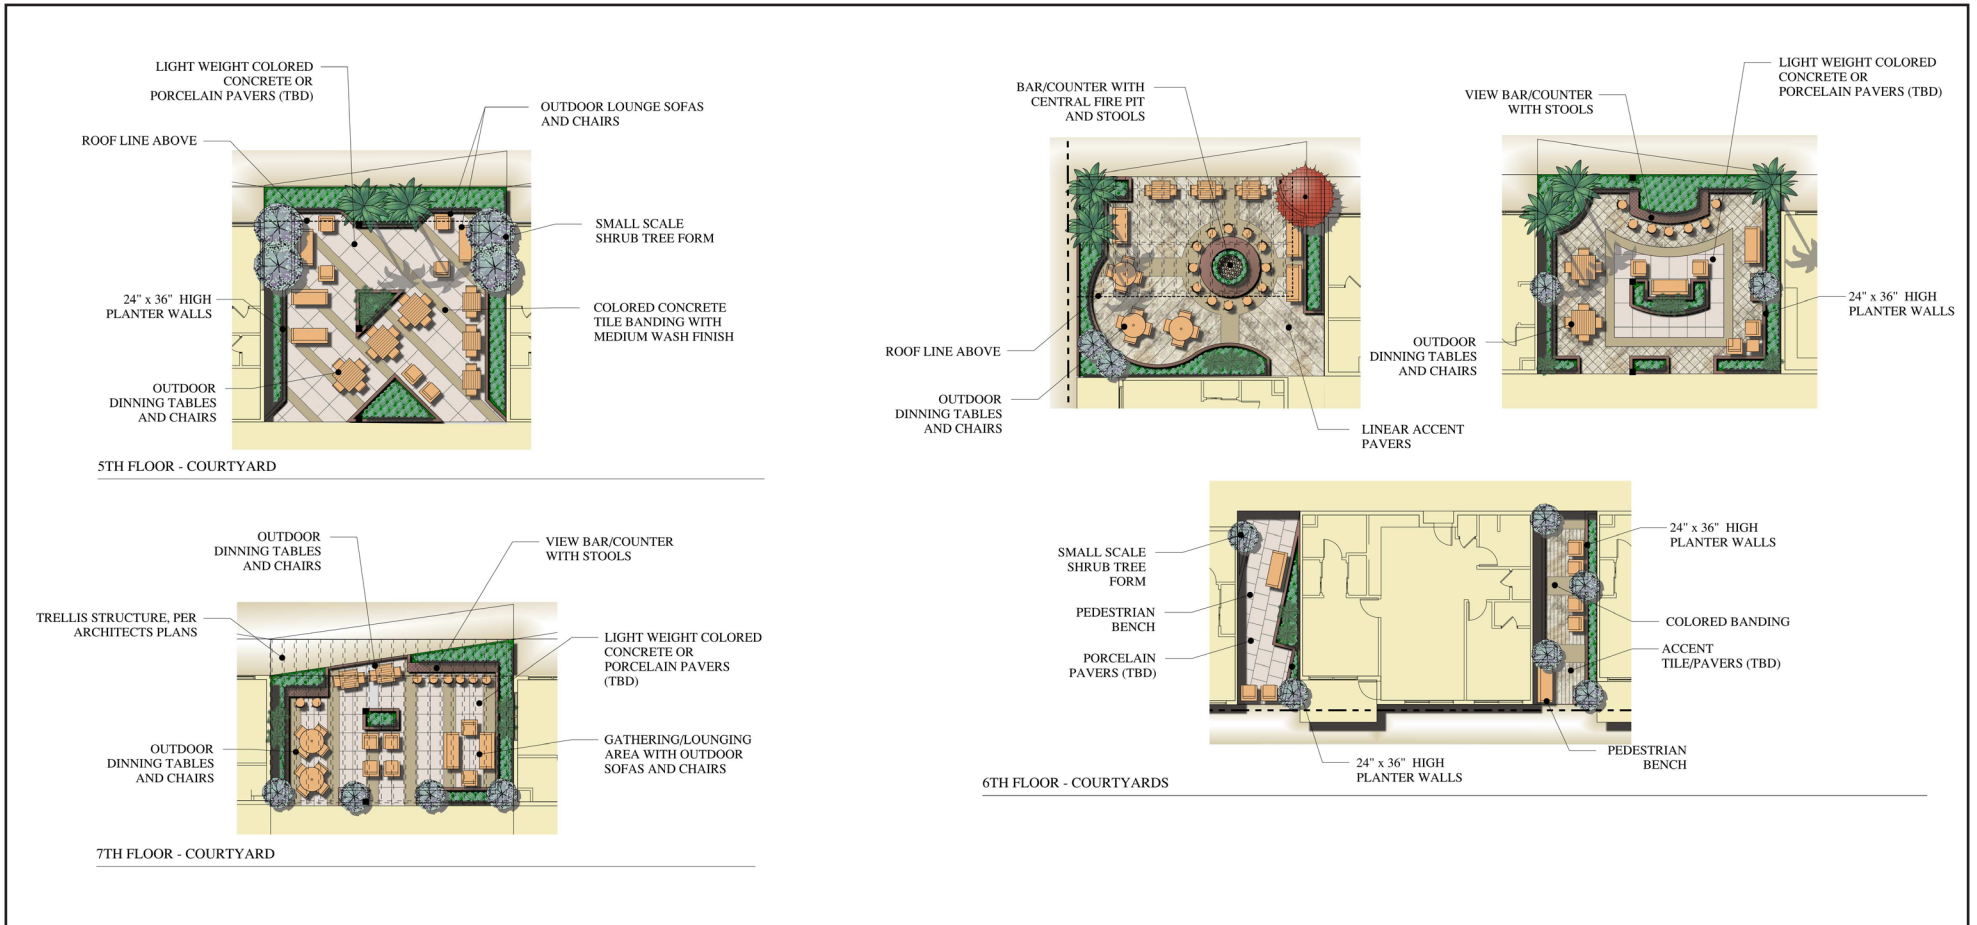 LIGHT WEIGHT COLORED
CONCRETE OR
PORCELAIN PAVERS (TBD)
OUTDOOR LOUNGE SOFAS
AND CHAIRS
ROOF LINE ABOVE
SMALL SCALE
SHRUB TREE FORM
24" x 36" HIGH
PLANTER WALLS
COLORED CONCRETE
TILE BANDING WITH
MEDIUM WASH FINISH
OUTDOOR
DINNING TABLES
AND CHAIRS
5TH FLOOR - COURTYARD
OUTDOOR
DINNING TABLES
AND CHAIRS
VIEW BAR/COUNTER
WITH STOOLS
TRELLIS STRUCTURE, PER
ARCHITECTS PLANS
LIGHT WEIGHT COLORED
CONCRETE OR
PORCELAIN PAVERS
(TBD)
OUTDOOR
DINNING TABLES
AND CHAIRS
GATHERING/LOUNGING
AREA WITH OUTDOOR
SOFAS AND CHAIRS
7TH FLOOR - COURTYARD
BAR/COUNTER WITH
CENTRAL FIRE PIT
AND STOOLS
ROOF LINE ABOVE
OUTDOOR
DINNING TABLES
AND CHAIRS
LINEAR ACCENT
PAVERS
VIEW BAR/COUNTER
WITH STOOLS
LIGHT WEIGHT COLORED
CONCRETE OR
PORCELAIN PAVERS (TBD)
24" x 36" HIGH
PLANTER WALLS
OUTDOOR
DINNING TABLES
AND CHAIRS
SMALL SCALE
SHRUB TREE
FORM
PEDESTRIAN
BENCH
PORCELAIN
PAVERS (TBD)
24" x 36" HIGH
PLANTER WALLS
COLORED BANDING
ACCENT
TILE/PAVERS (TBD)
PEDESTRIAN
BENCH
24" x 36" HIGH
PLANTER WALLS
6TH FLOOR - COURTYARDS